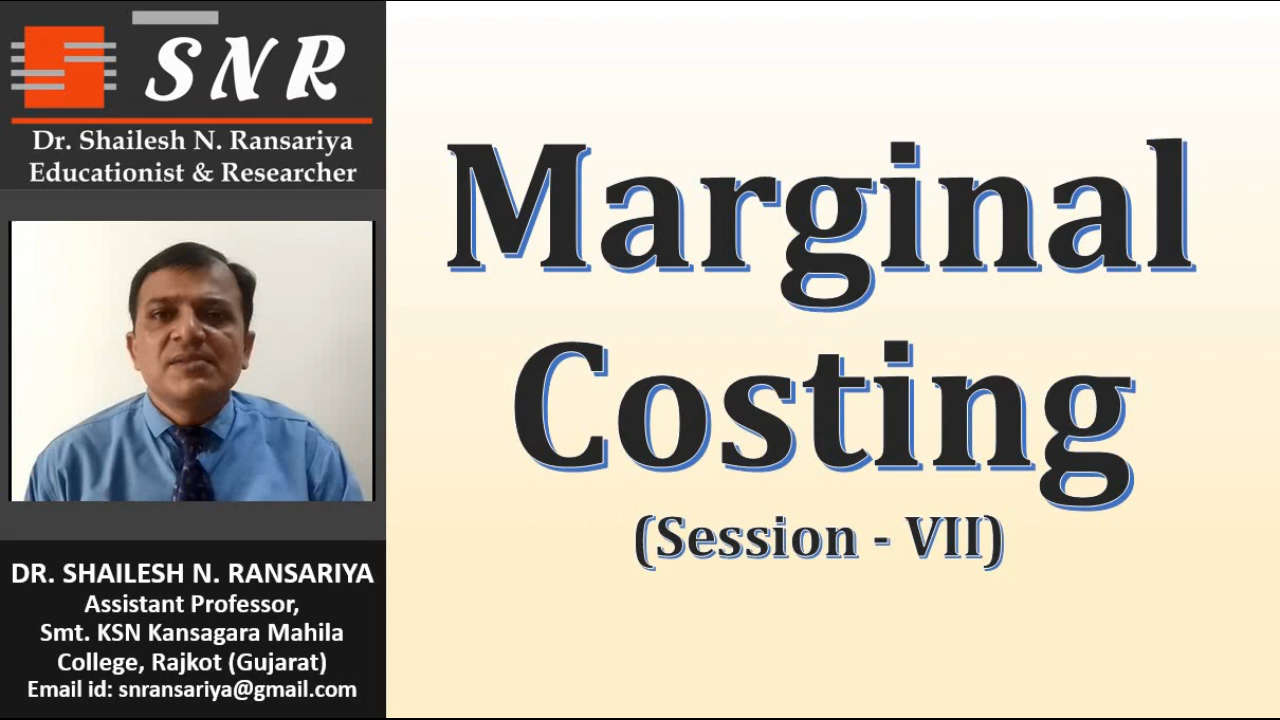 SNR
Dr. Shailesh N. Ransariya
Educationist & Researcher
DR. SHAILESH N. RANSARIYA
Assistant Professor,
Smt. KSN Kansagara Mahila
College, Rajkot (Gujarat)
Email id: snransariya@gmail.com
Marginal
Costing
(Session - VII)